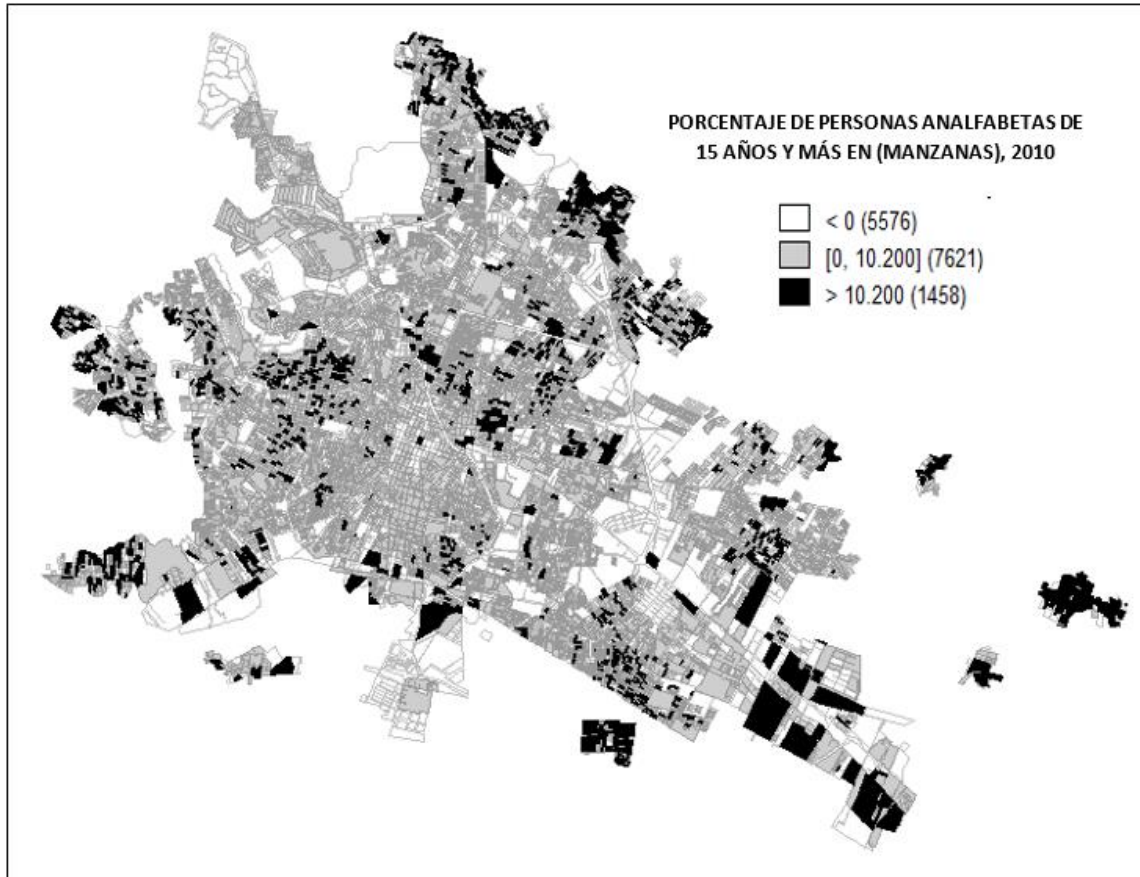 PORCENTAJE DE PERSONAS ANALFABETAS DE
15 AÑOS Y MÁS EN (MANZANAS), 2010
< 0 (5576)
[0, 10.200] (7621)
> 10.200 (1458)